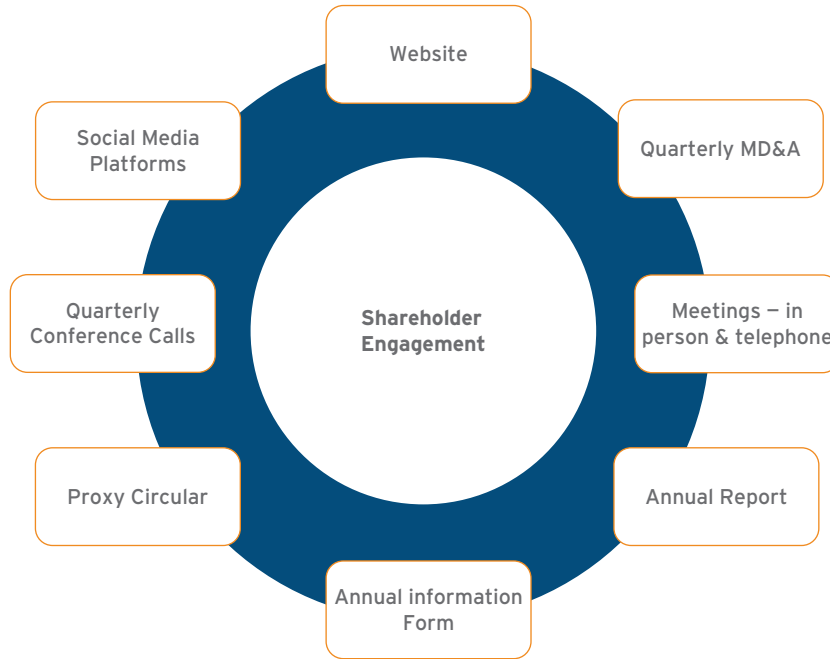 Website
Social Media
Platforms
Quarterly MD&A
Quarterly
Conference Calls
Shareholder
Engagement
Meetings – in
person & telephone
Proxy Circular
Annual Report
Annual information
Form